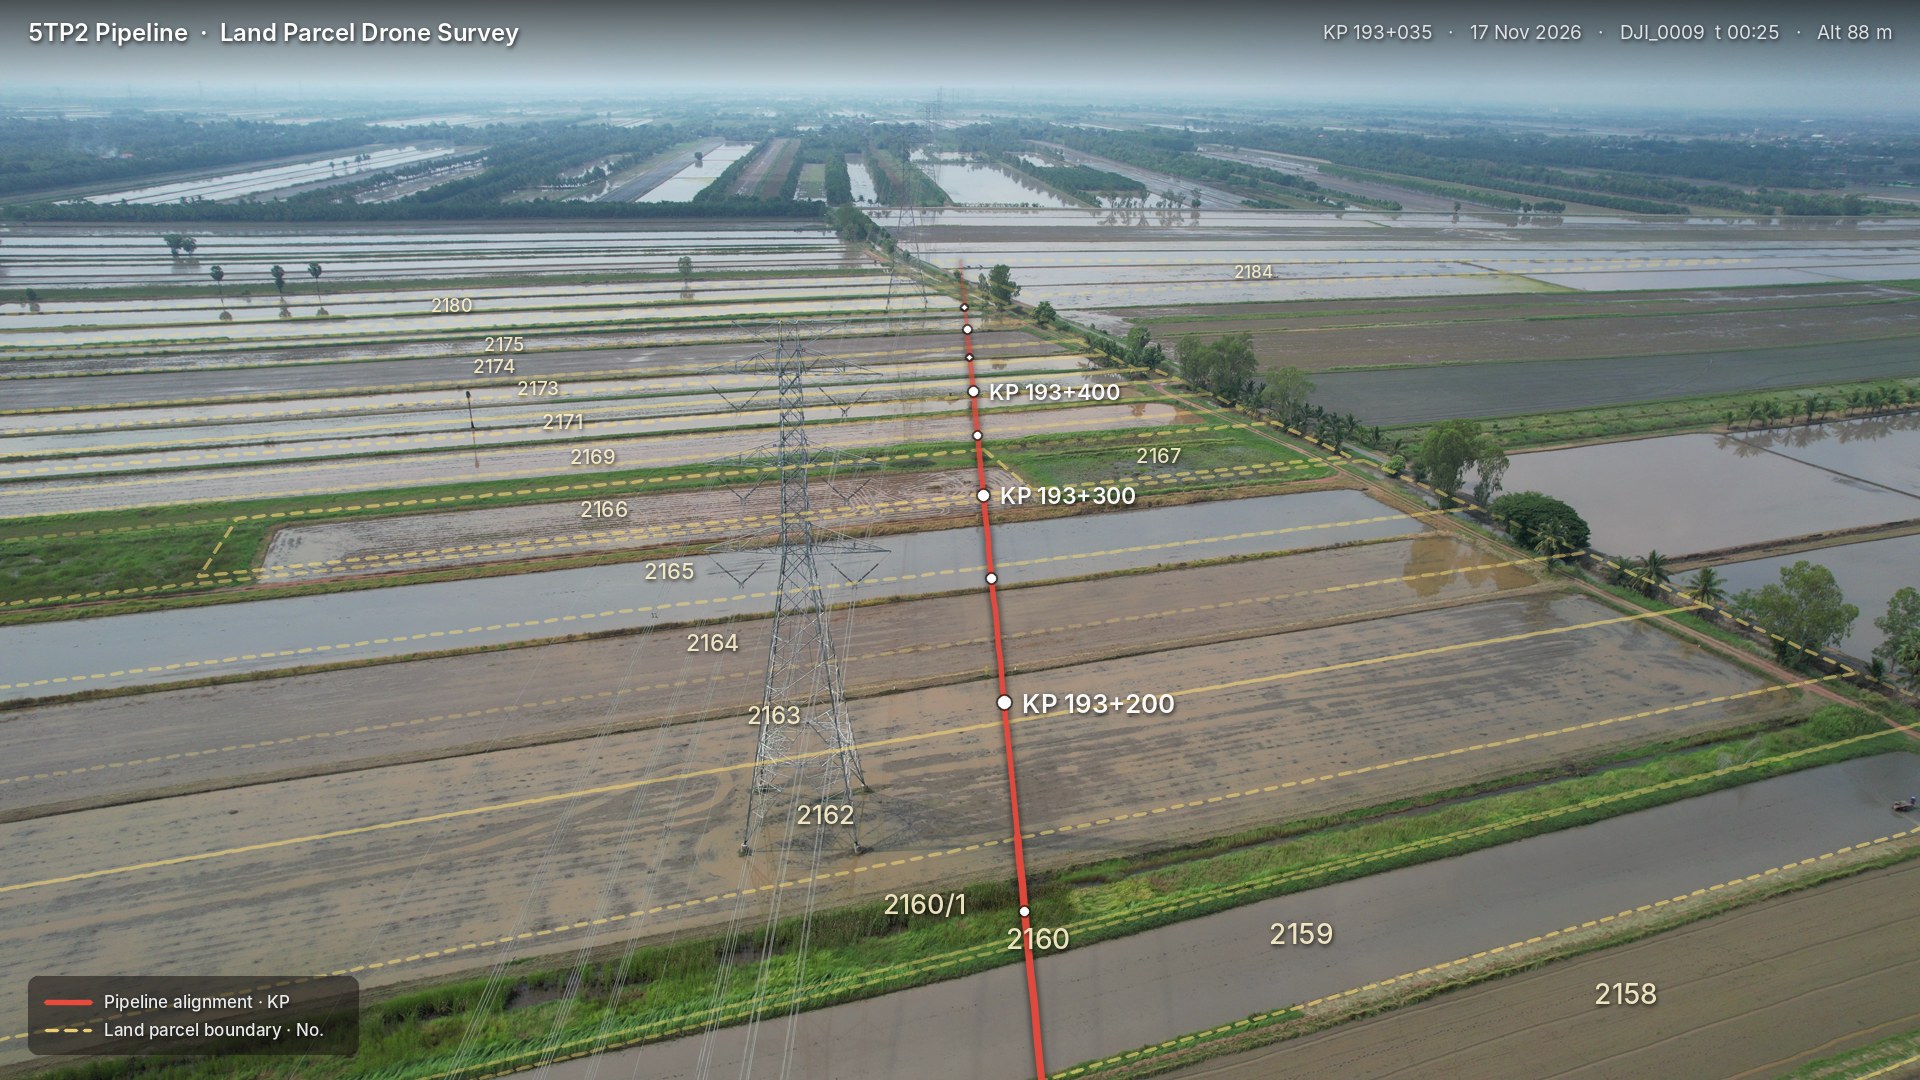 5TP2 Pipeline · Land Parcel Drone Survey
KP 193+035 · 17 Nov 2026 · DJI_0009 t 00:25 · Alt 88 m
2184
2180
2175
2174
2173
KP 193+400
2171
2169
2167
KP 193+300
2166
2165
2164
KP 193+200
2163
2162
2160/1
2160
2159
2158
Pipeline alignment · KP
Land parcel boundary · No.